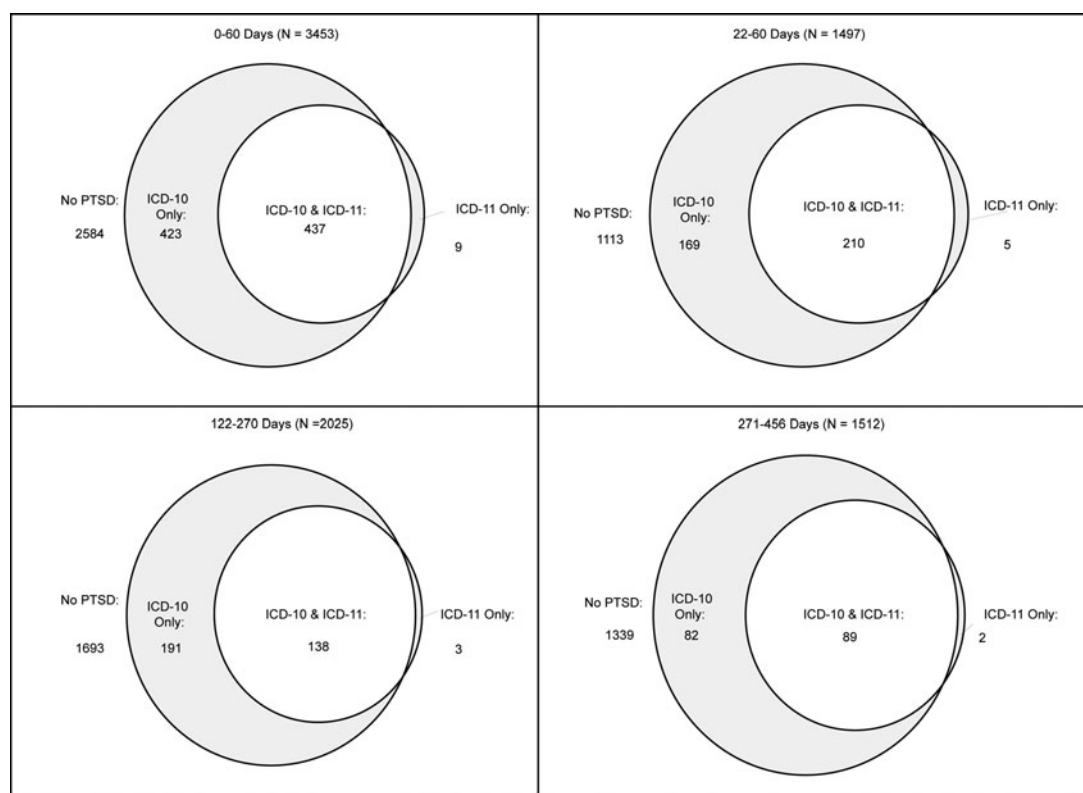 0-60 Days (N = 3453)
No PTSD:
2584
ICD-10
Only:
423
ICD-10 & ICD-11:
437
ICD-11 Only:
9
22-60 Days (N = 1497)
No PTSD:
1113
ICD-10
Only:
169
ICD-10 & ICD-11:
210
ICD-11 Only:
5
122-270 Days (N =2025)
No PTSD:
1693
ICD-10
Only:
191
ICD-10 & ICD-11:
138
ICD-11 Only:
3
271-456 Days (N = 1512)
No PTSD:
1339
ICD-10
Only:
82
ICD-10 & ICD-11:
89
ICD-11 Only:
2